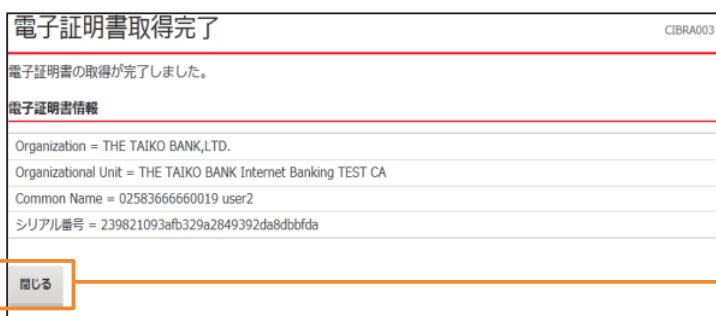 電子証明書取得完了
CIBRA003
電子証明書の取得が完了しました。
電子証明書情報
Organization = THE TAIKO BANK,LTD.
Organizational Unit = THE TAIKO BANK Internet Banking TEST CA
Common Name = 02583666660019 user2
シリアル番号 = 239821093afb329a2849392da8dbbfda
閉じる